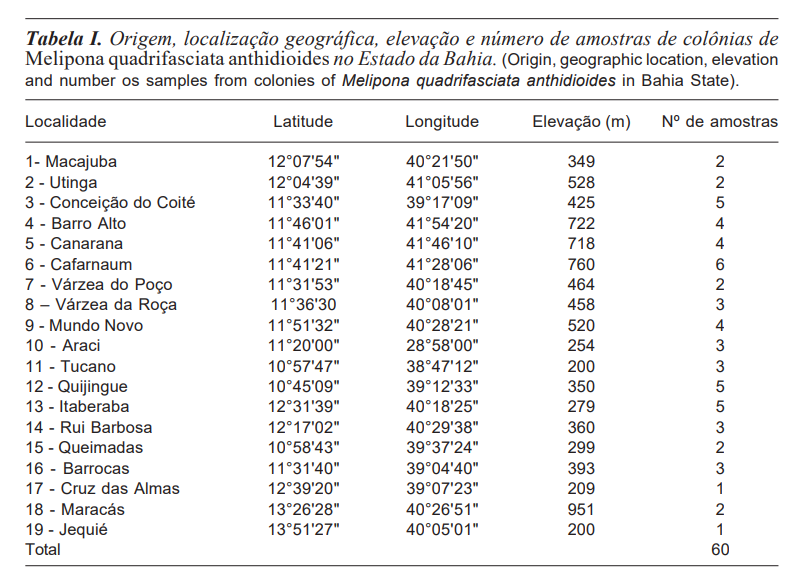 Tabela I. Origem, localização geográfica, elevação e número de amostras de colônias de
Melipona quadrifasciata anthidioides no Estado da Bahia. (Origin, geographic location, elevation
and number os samples from colonies of Melipona quadrifasciata anthidioides in Bahia State).
Localidade Latitude Longitude Elevação (m) Nº de amostras
1- Macajuba 12°07'54" 40°21'50" 349 2
2 - Utinga 12°04'39" 41°05'56" 528 2
3 - Conceição do Coité 11°33'40" 39°17'09" 425 5
4 - Barro Alto 11°46'01" 41°54'20" 722 4
5 - Canarana 11°41'06" 41°46'10" 718 4
6 - Cafarnaum 11°41'21" 41°28'06" 760 6
7 - Várzea do Poço 11°31'53" 40°18'45" 464 2
8 – Várzea da Roça 11°36'30 40°08'01" 458 3
9 - Mundo Novo 11°51'32" 40°28'21" 520 4
10 - Araci 11°20'00" 28°58'00" 254 3
11 - Tucano 10°57'47" 38°47'12" 200 3
12 - Quijingue 10°45'09" 39°12'33" 350 5
13 - Itaberaba 12°31'39" 40°18'25" 279 5
14 - Rui Barbosa 12°17'02" 40°29'38" 360 3
15 - Queimadas 10°58'43" 39°37'24" 299 2
16 - Barrocas 11°31'40" 39°04'40" 393 3
17 - Cruz das Almas 12°39'20" 39°07'23" 209 1
18 - Maracás 13°26'28" 40°26'51" 951 2
19 - Jequié 13°51'27" 40°05'01" 200 1
Total 60